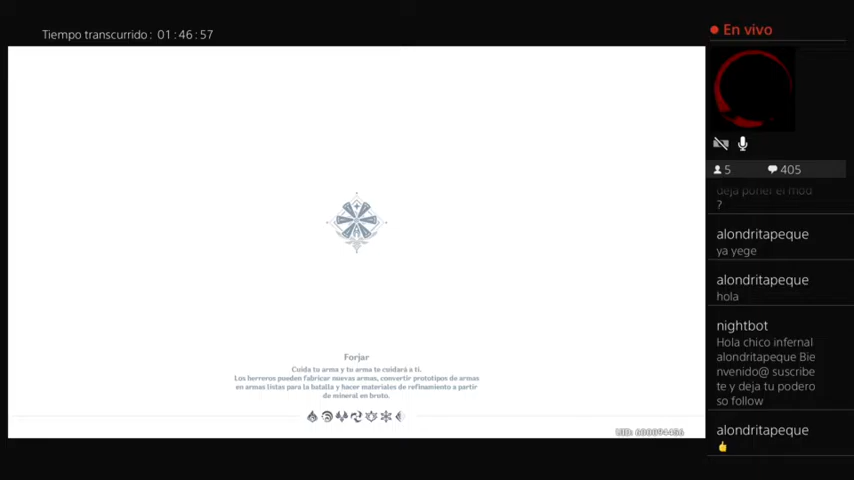 Tiempo transcurrido: 01:46:57
En vivo
5
405
deja poner el mod
?
alondritapeque
ya yege
alondritapeque
hola
nightbot
Hola chico infernal
alondritapeque Bie
nvenido@ suscribe
te y deja tu podero
so follow
alondritapeque
Forjar
Cuida tu arma y tu arma te cuidará a ti.
Los herreros pueden fabricar nuevas armas, convertir prototipos de armas
en armas listas para la batalla y hacer materiales de refinamiento a partir
de mineral en bruto.
UID: 600094456